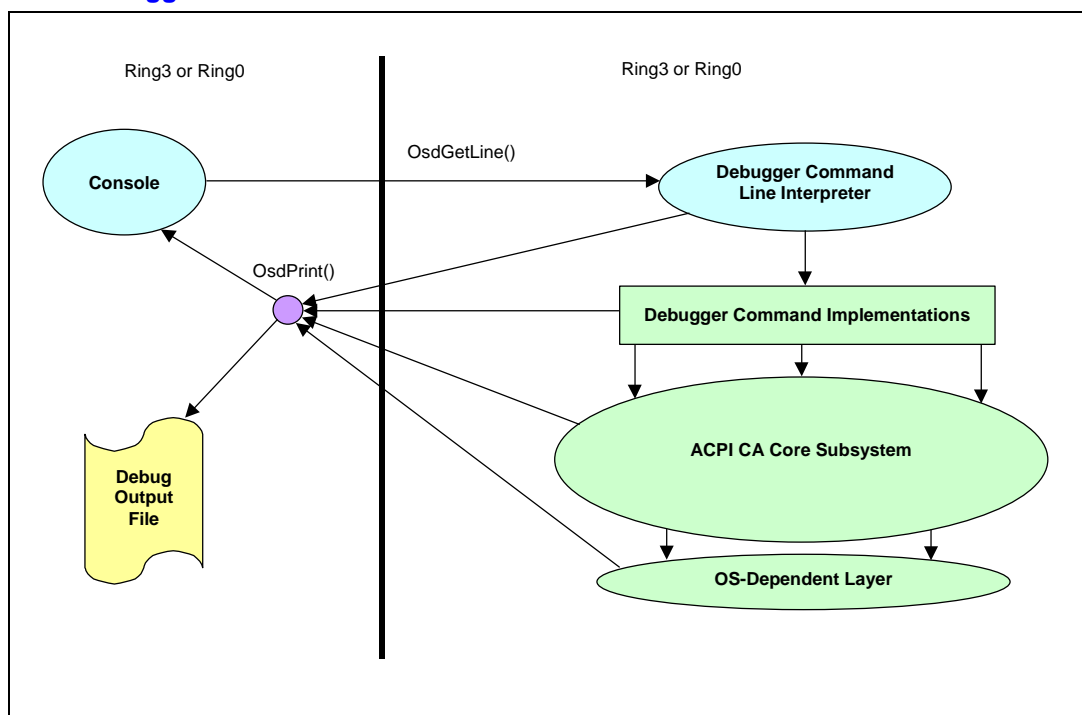 Ring3 or Ring0
Ring3 or Ring0
OsdGetLine()
Console
Debugger Command
Line Interpreter
OsdPrint()
Debugger Command Implementations
ACPI CA Core Subsystem
Debug
Output
File
OS-Dependent Layer